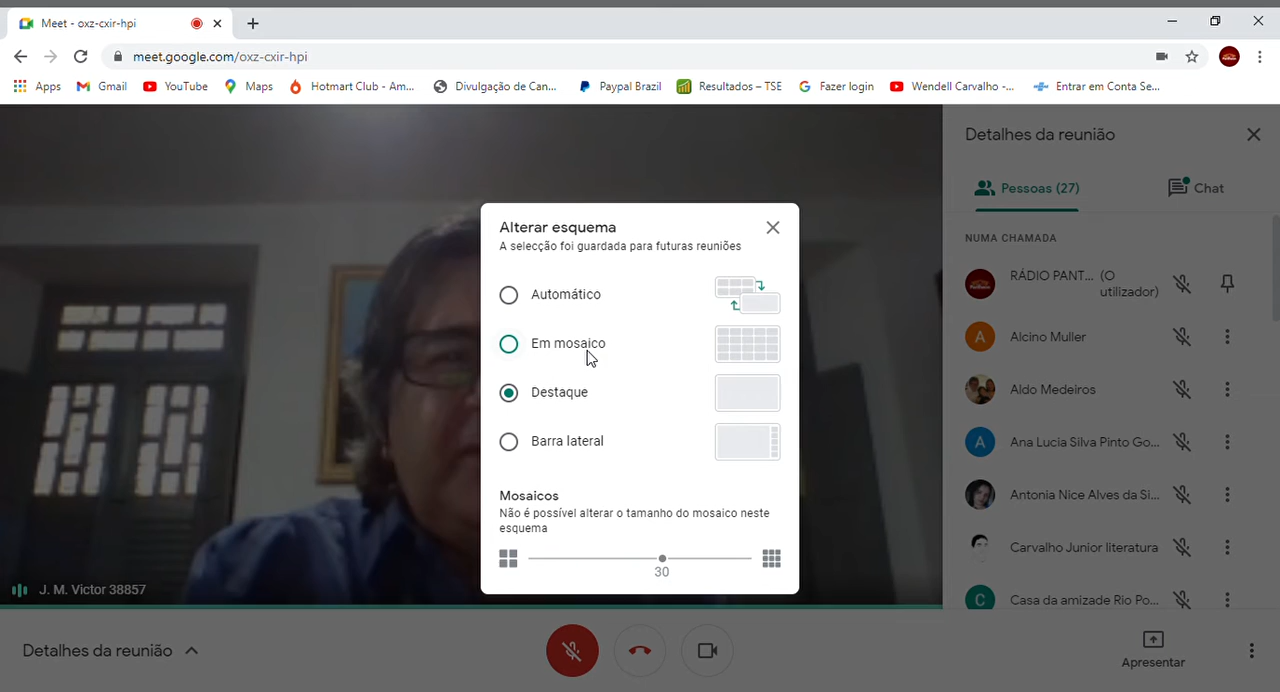 Meet - oxz-cxir-hpi
meet.google.com/oxz-cxir-hpi
Apps
Gmail
YouTube
Maps
Hotmart Club - Am...
Divulgação de Can...
Paypal Brazil
Resultados – TSE
Fazer login
Wendell Carvalho -...
Entrar em Conta Se...
Detalhes da reunião
Pessoas (27)
Chat
NUMA CHAMADA
RÁDIO PANT... (O
utilizador)
Alcino Muller
Aldo Medeiros
Ana Lucia Silva Pinto Go...
Antonia Nice Alves da Si...
Carvalho Junior literatura
Casa da amizade Rio Po...
Alterar esquema
A selecção foi guardada para futuras reuniões
Automático
Em mosaico
Destaque
Barra lateral
Mosaicos
Não é possível alterar o tamanho do mosaico neste
esquema
30
J. M. Victor 38857
Detalhes da reunião
Apresentar